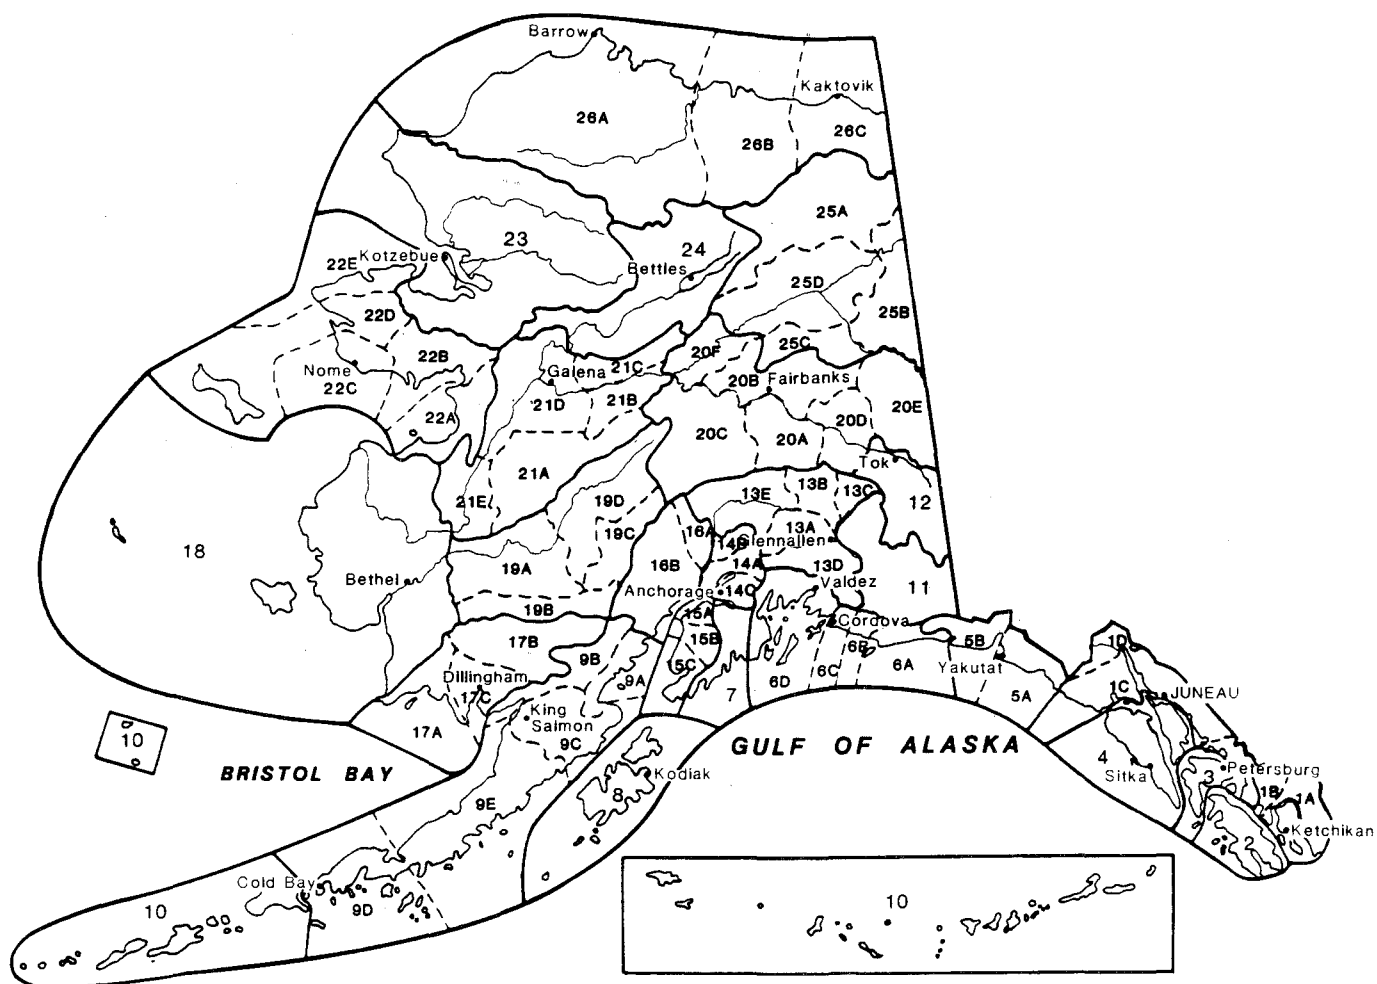 Barrow
Kaktovik
26A
26B
26C
25A
23
24
Kotzebue
22E
Bettles
25D
22D
25B
25C
20F
22B
21C
Nome
22C
Galena
20B
Fairbanks
21D
21B
20E
22A
20D
20C
20A
Tok
21A
21E
19D
13E
13B
13C
12
18
19C
16A
13A
14B
Glennallen
16B
14A
13D
19A
Bethel
Anchorage
14C
Valdez
11
19B
15A
Cordova
17B
15B
6B
5B
1D
9B
15C
6A
Yakutat
Dillingham
17C
9A
6D
6C
7
5A
1C
JUNEAU
King
Salmon
17A
9C
10
BRISTOL BAY
GULF OF ALASKA
4
Sitka
3
Petersburg
Kodiak
8
9E
1B
1A
Ketchikan
2
Cold Bay
10
9D
10